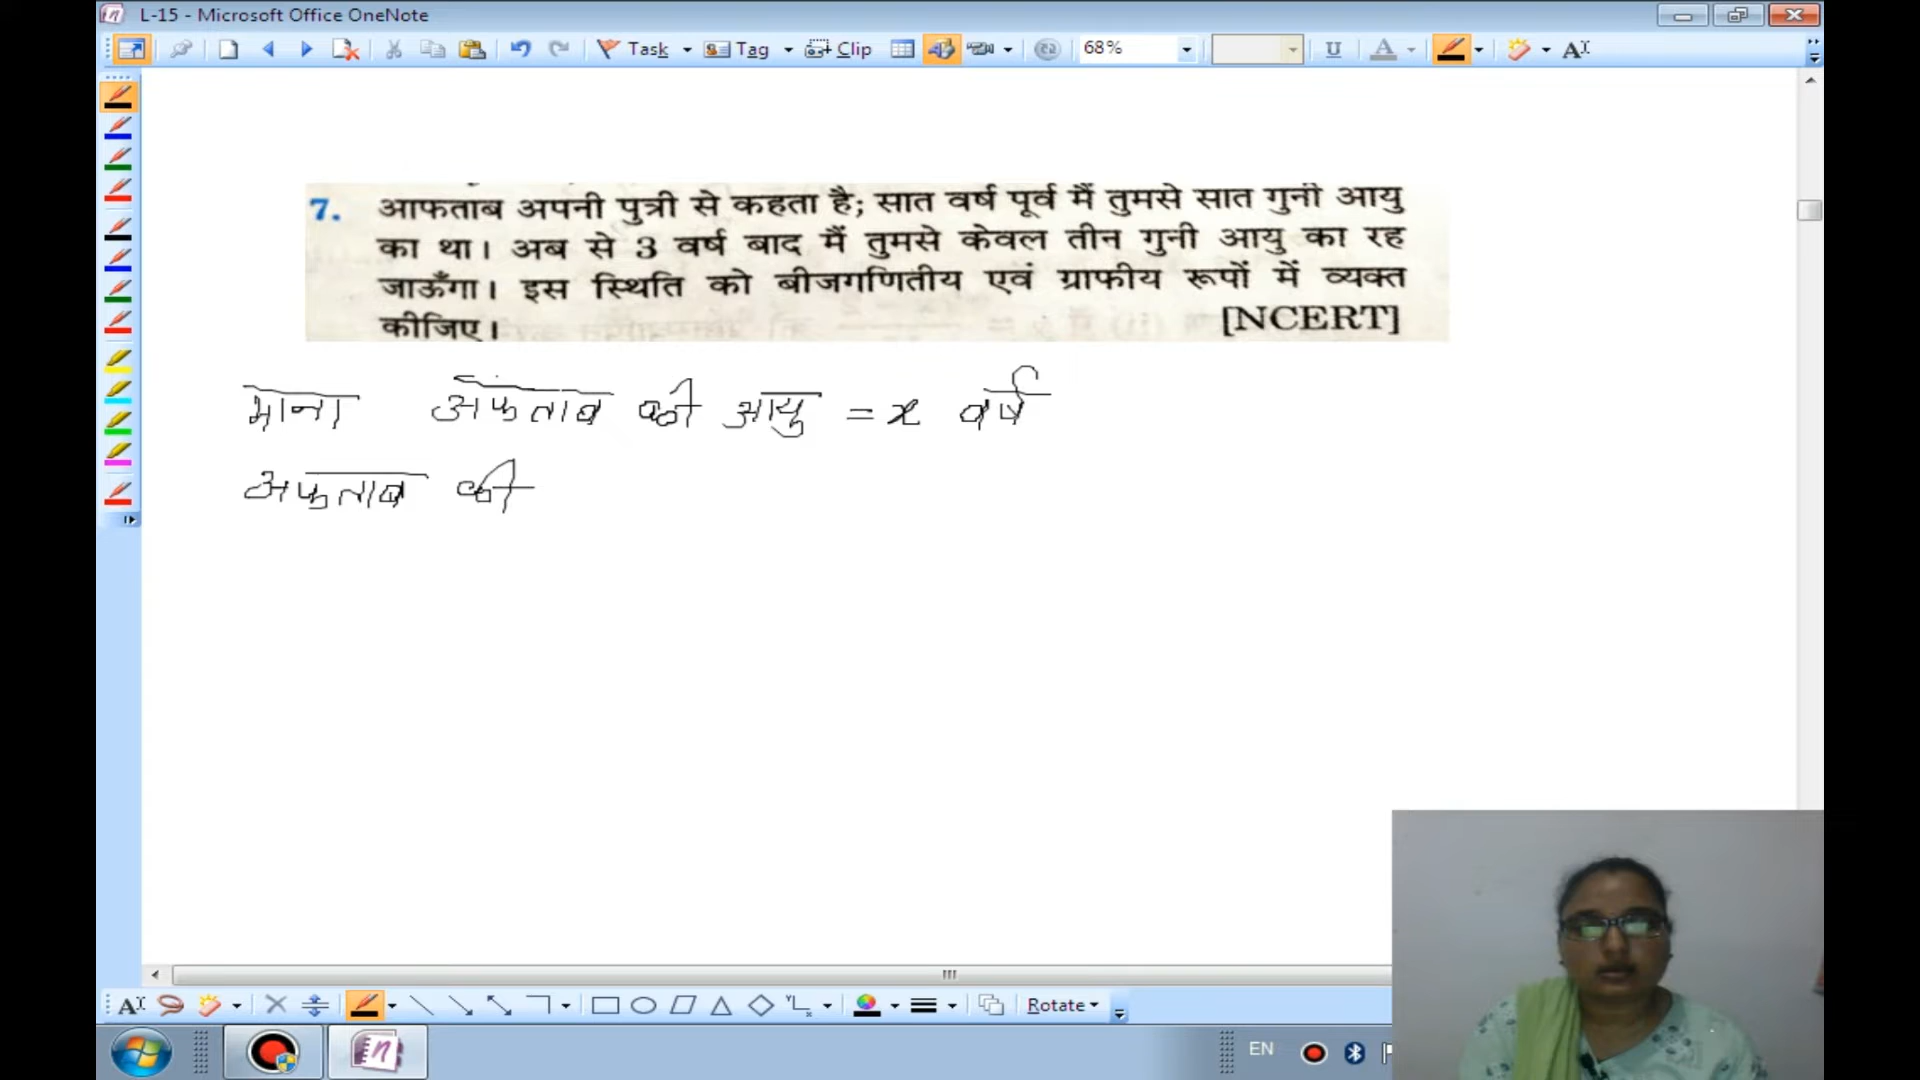 L-15 - Microsoft Office OneNote
Task Tag Clip 68% U A A
7. आफताब अपनी पुत्री से कहता है; सात वर्ष पूर्व मैं तुमसे सात गुनी आयु
का था। अब से 3 वर्ष बाद मैं तुमसे केवल तीन गुनी आयु का रह
जाऊँगा। इस स्थिति को बीजगणितीय एवं ग्राफीय रूपों में व्यक्त
कीजिए। [NCERT]
माना अफताब की आयु = x वर्ष
अफताब की
A Rotate
EN